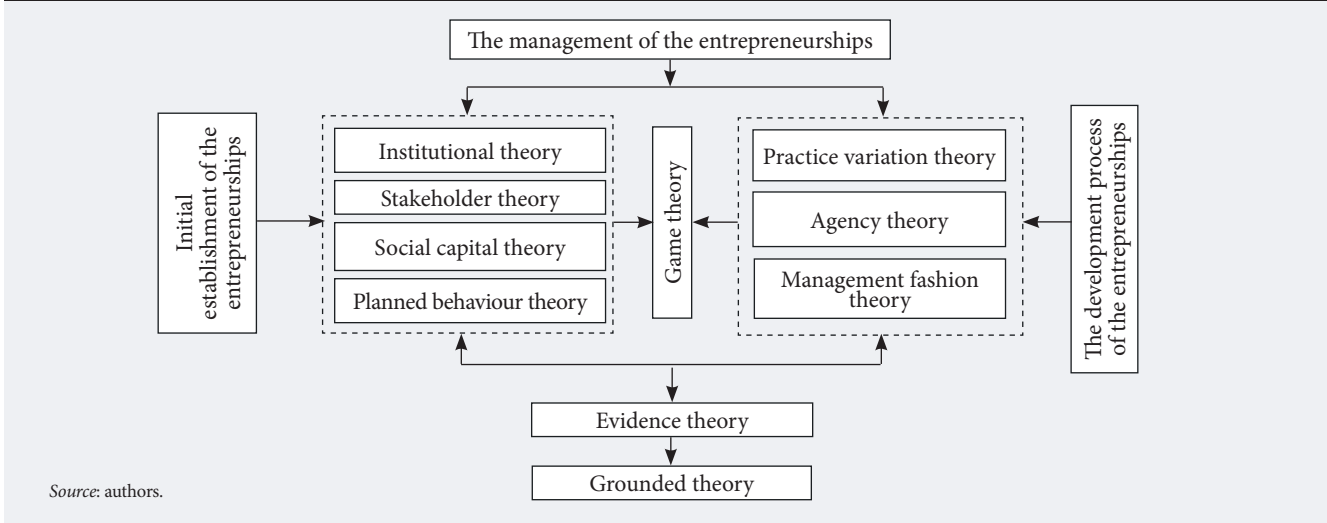 The management of the entrepreneurships
Initial
establishment of the
entrepreneurships
Institutional theory
Stakeholder theory
Social capital theory
Planned behaviour theory
Game theory
Practice variation theory
Agency theory
Management fashion
theory
The development process
of the entrepreneurships
Evidence theory
Grounded theory
Source: authors.